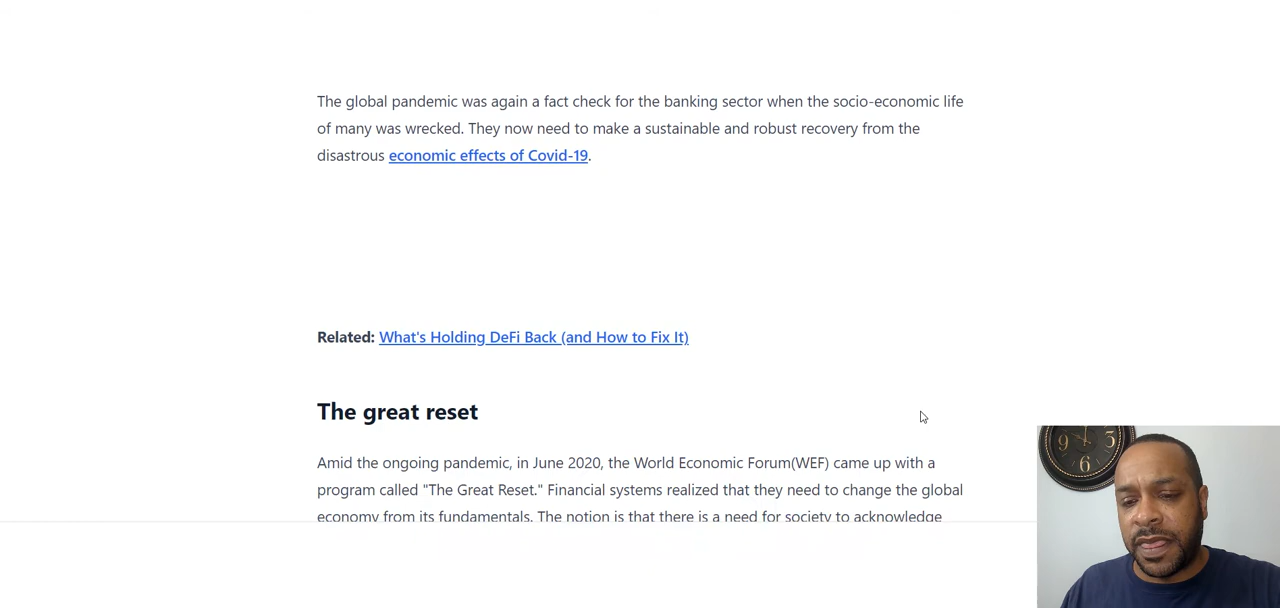 The global pandemic was again a fact check for the banking sector when the socio-economic life
of many was wrecked. They now need to make a sustainable and robust recovery from the
disastrous economic effects of Covid-19.
Related: What's Holding DeFi Back (and How to Fix It)
The great reset
Amid the ongoing pandemic, in June 2020, the World Economic Forum(WEF) came up with a
program called "The Great Reset." Financial systems realized that they need to change the global
economy from its fundamentals. The notion is that there is a need for society to acknowledge
9 3
6